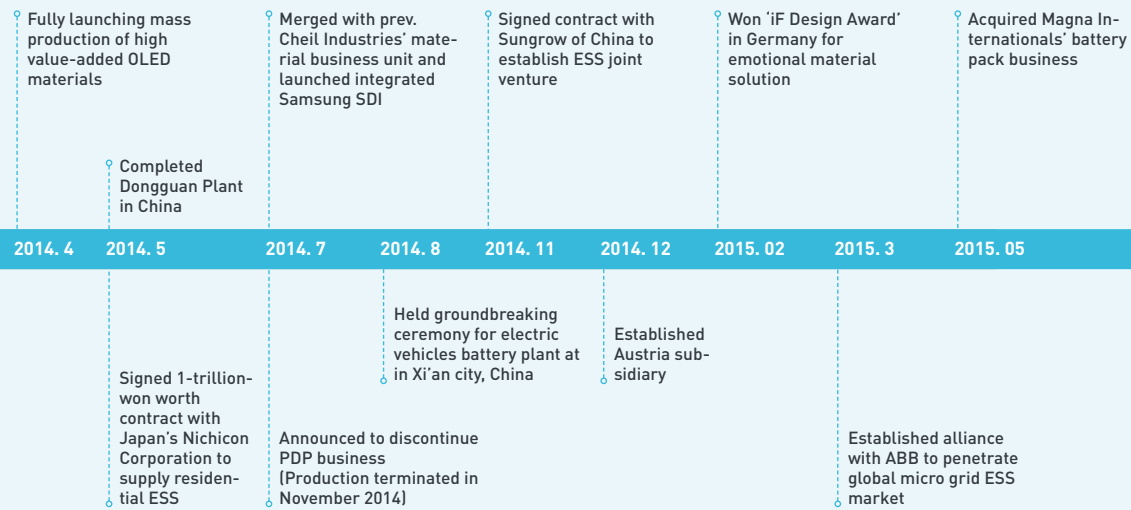 Fully launching mass
production of high
value-added OLED
materials
Merged with prev.
Cheil Industries’ mate-
rial business unit and
launched integrated
Samsung SDI
Signed contract with
Sungrow of China to
establish ESS joint
venture
Won ‘iF Design Award’
in Germany for
emotional material
solution
Acquired Magna In-
ternationals’ battery
pack business
Completed
Dongguan Plant
in China
2014. 4
2014. 5
2014. 7
2014. 8
2014. 11
2014. 12
2015. 02
2015. 3
2015. 05
Signed 1-trillion-
won worth
contract with
Japan’s Nichicon
Corporation to
supply residen-
tial ESS
Announced to discontinue
PDP business
(Production terminated in
November 2014)
Held groundbreaking
ceremony for electric
vehicles battery plant at
in Xi’an city, China
Established
Austria sub-
sidiary
Established alliance
with ABB to penetrate
global micro grid ESS
market